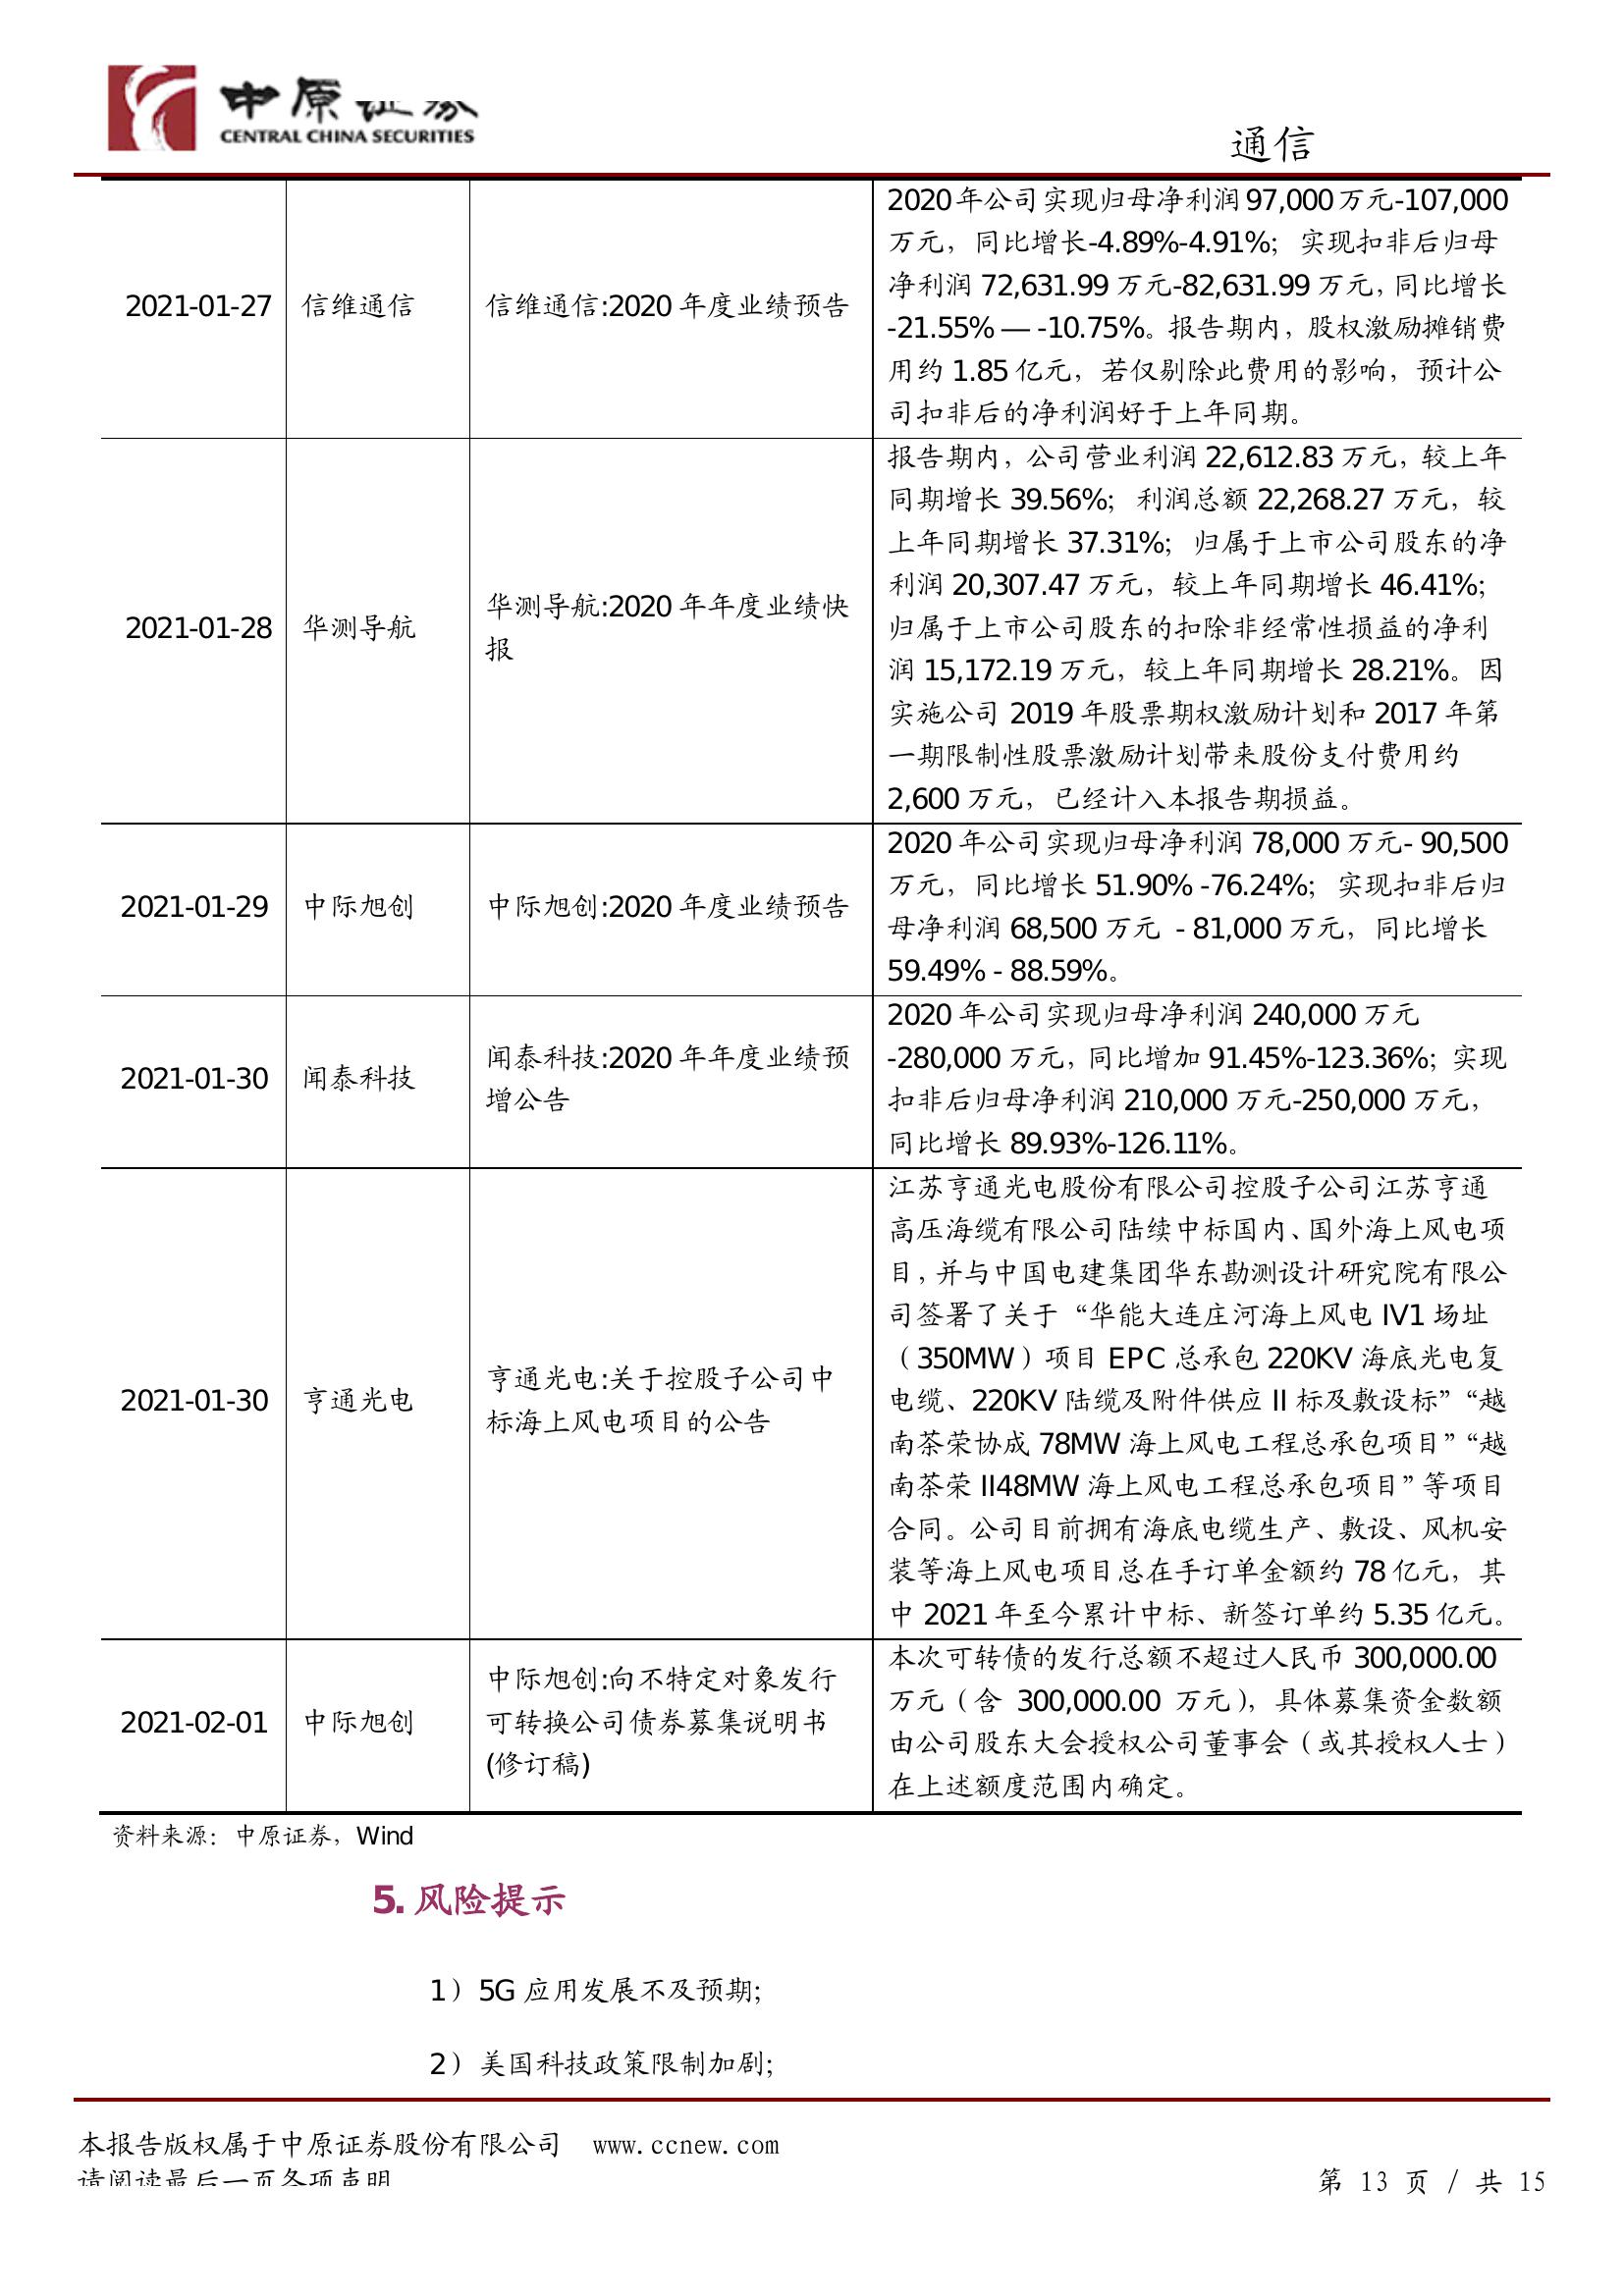 中原证券
CENTRAL CHINA SECURITIES
通信
2021-01-27
信维通信
信维通信:2020 年度业绩预告
2020年公司实现归母净利润97,000万元-107,000
万元，同比增长-4.89%-4.91%；实现扣非后归母
净利润 72,631.99 万元-82,631.99 万元，同比增长
-21.55% — -10.75%。报告期内，股权激励摊销费
用约 1.85 亿元，若仅剔除此费用的影响，预计公
司扣非后的净利润好于上年同期。
2021-01-28
华测导航
华测导航:2020 年年度业绩快
报
报告期内，公司营业利润 22,612.83 万元，较上年
同期增长 39.56%；利润总额 22,268.27 万元，较
上年同期增长 37.31%；归属于上市公司股东的净
利润 20,307.47 万元，较上年同期增长 46.41%；
归属于上市公司股东的扣除非经常性损益的净利
润 15,172.19 万元，较上年同期增长 28.21%。因
实施公司 2019 年股票期权激励计划和 2017 年第
一期限制性股票激励计划带来股份支付费用约
2,600 万元，已经计入本报告期损益。
2021-01-29
中际旭创
中际旭创:2020 年度业绩预告
2020 年公司实现归母净利润 78,000 万元- 90,500
万元，同比增长 51.90% -76.24%；实现扣非后归
母净利润 68,500 万元 - 81,000 万元，同比增长
59.49% - 88.59%。
2021-01-30
闻泰科技
闻泰科技:2020 年年度业绩预
增公告
2020 年公司实现归母净利润 240,000 万元
-280,000 万元，同比增加 91.45%-123.36%；实现
扣非后归母净利润 210,000 万元-250,000 万元，
同比增长 89.93%-126.11%。
2021-01-30
亨通光电
亨通光电:关于控股子公司中
标海上风电项目的公告
江苏亨通光电股份有限公司控股子公司江苏亨通
高压海缆有限公司陆续中标国内、国外海上风电项
目，并与中国电建集团华东勘测设计研究院有限公
司签署了关于“华能大连庄河海上风电 IV1 场址
（350MW）项目 EPC 总承包 220KV 海底光电复
电缆、220KV 陆缆及附件供应 II 标及敷设标”“越
南茶荣协成 78MW 海上风电工程总承包项目”“越
南茶荣 II48MW 海上风电工程总承包项目”等项目
合同。公司目前拥有海底电缆生产、敷设、风机安
装等海上风电项目总在手订单金额约 78 亿元，其
中 2021 年至今累计中标、新签订单约 5.35 亿元。
2021-02-01
中际旭创
中际旭创:向不特定对象发行
可转换公司债券募集说明书
(修订稿)
本次可转债的发行总额不超过人民币 300,000.00
万元（含 300,000.00 万元），具体募集资金数额
由公司股东大会授权公司董事会（或其授权人士）
在上述额度范围内确定。
资料来源：中原证券，Wind
5. 风险提示
1） 5G 应用发展不及预期；
2） 美国科技政策限制加剧；
本报告版权属于中原证券股份有限公司 www.ccnew.com
请阅读最后一页各项声明
第 13 页 / 共 15